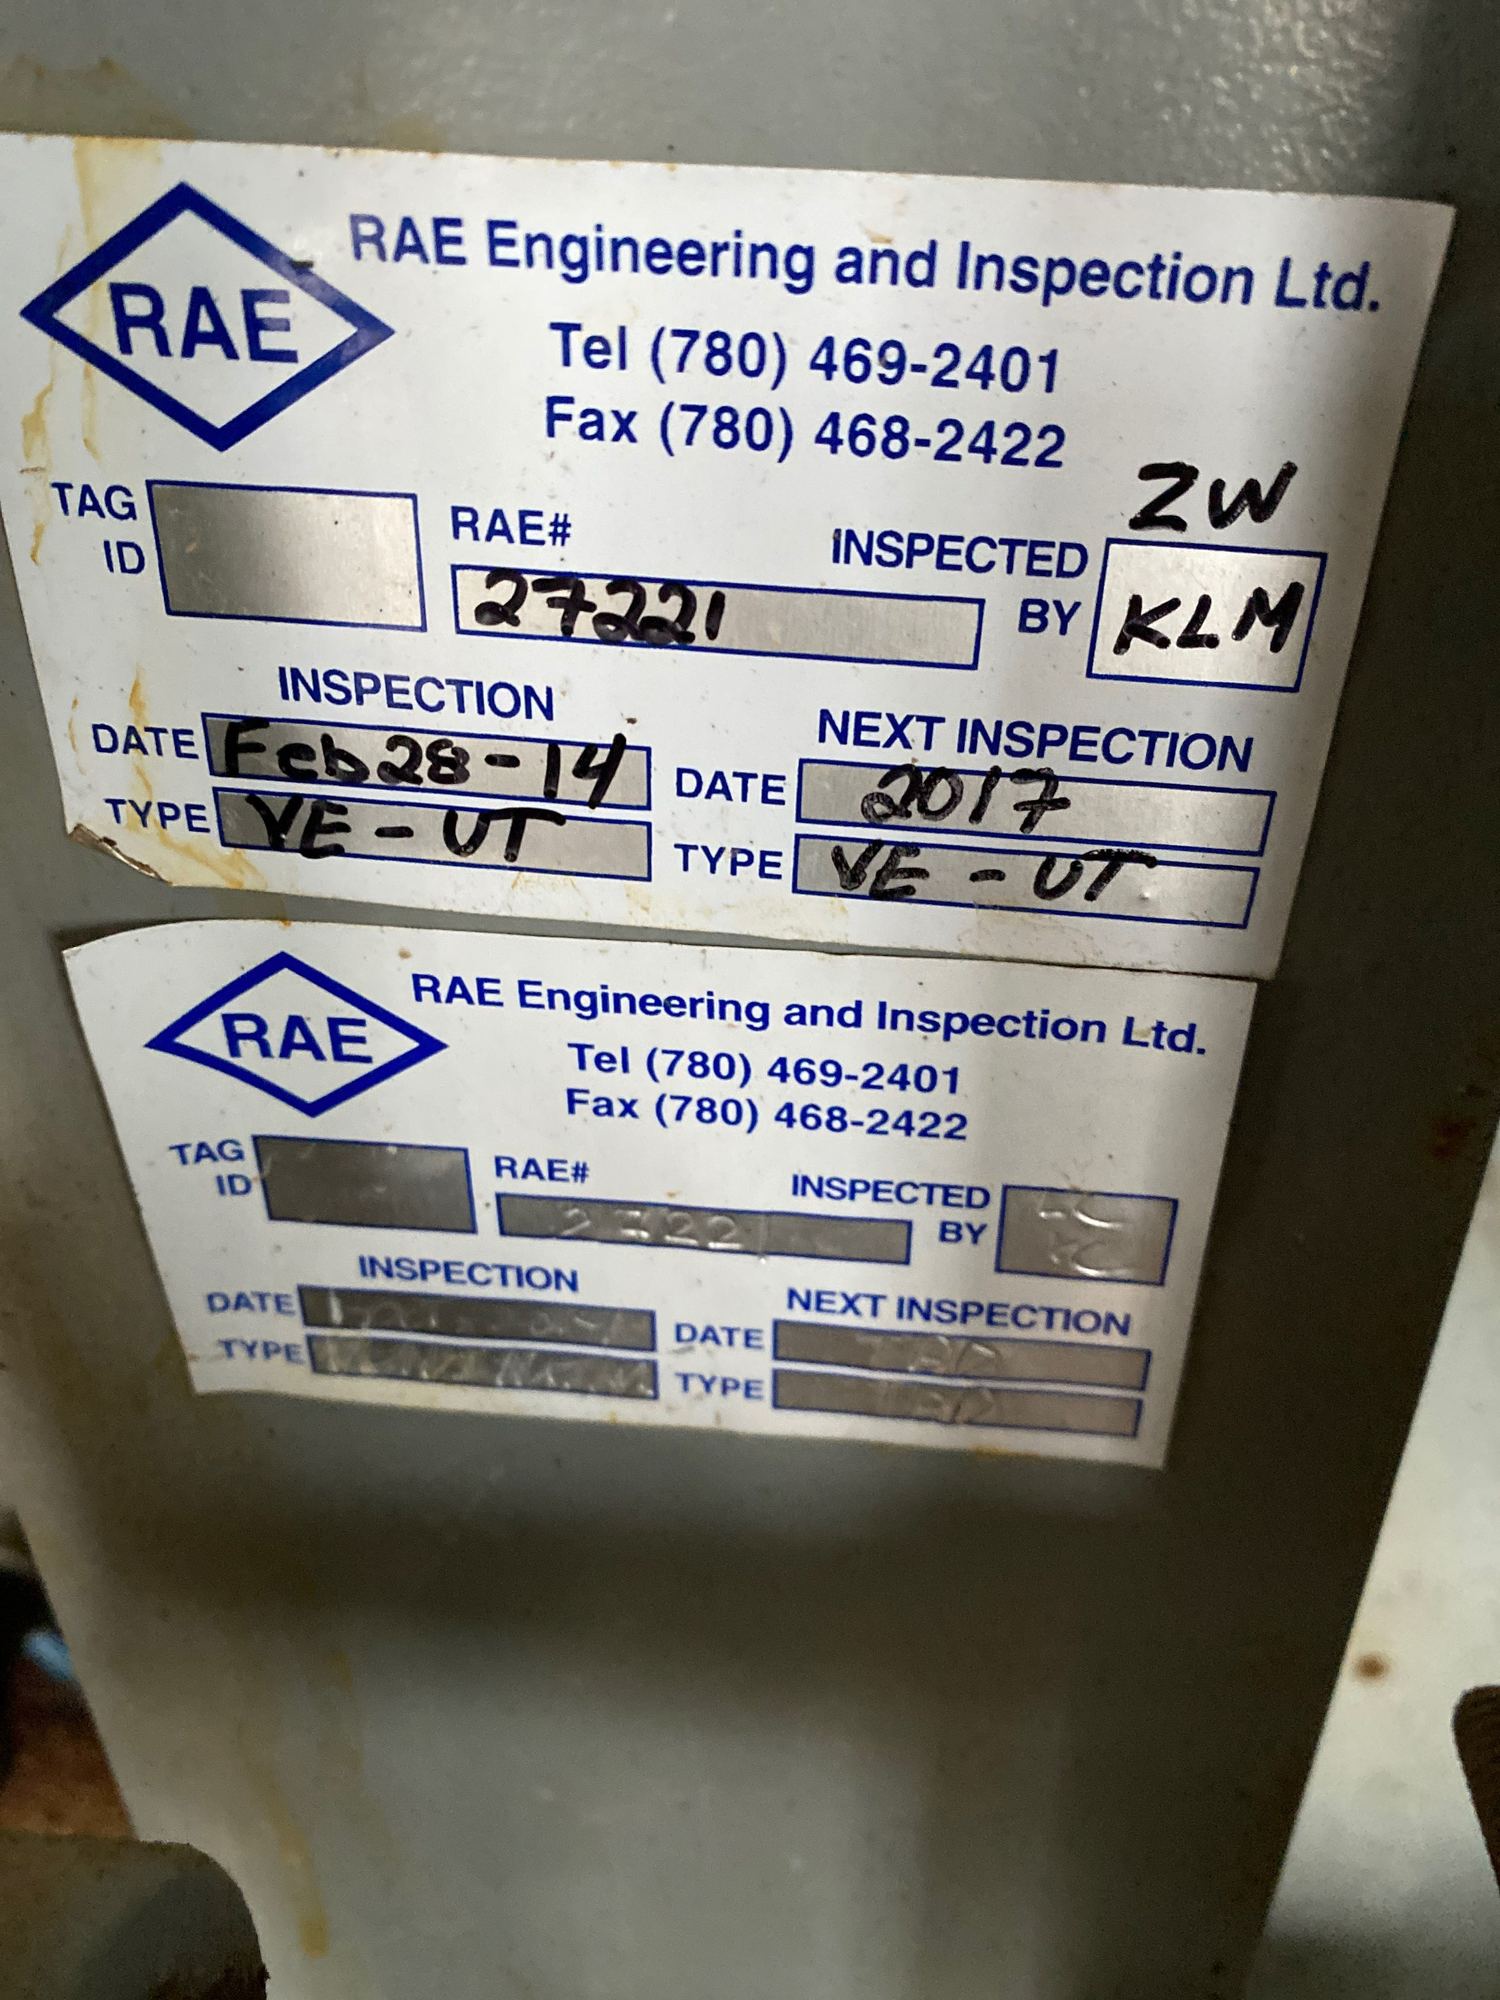 RAE
RAE Engineering and Inspection Ltd.
Tel (780) 469-2401
Fax (780) 468-2422
TAG ID
RAE#
27221
INSPECTED BY
ZW
KLM
INSPECTION
DATE Feb 28-14
TYPE VE-UT
NEXT INSPECTION
DATE 2017
TYPE VE-UT
RAE
RAE Engineering and Inspection Ltd.
Tel (780) 469-2401
Fax (780) 468-2422
TAG ID
RAE#
INSPECTED BY
INSPECTION
DATE
TYPE
NEXT INSPECTION
DATE
TYPE